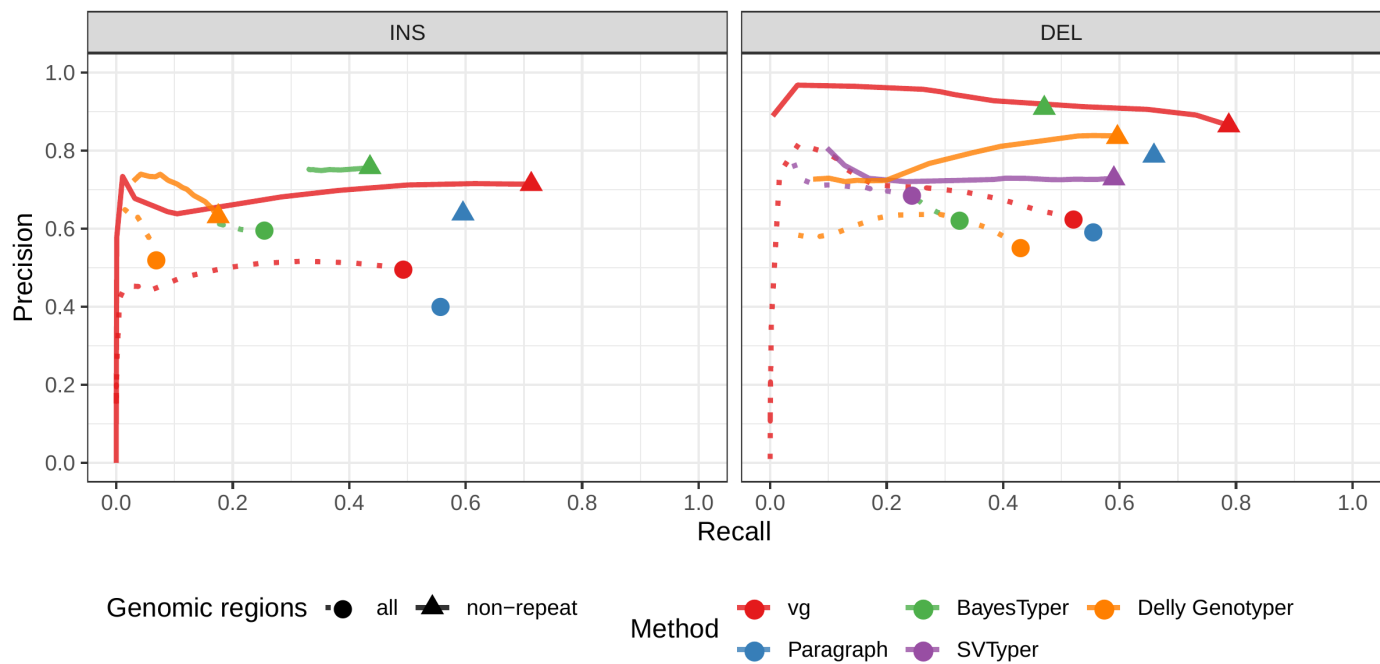 INS DEL
1.0
0.8
0.6
0.4
0.2
0.0
Precision
0.0 0.2 0.4 0.6 0.8 1.0 0.0 0.2 0.4 0.6 0.8 1.0
Recall
Genomic regions all non−repeat
Method
vg BayesTyper Delly Genotyper
Paragraph SVTyper